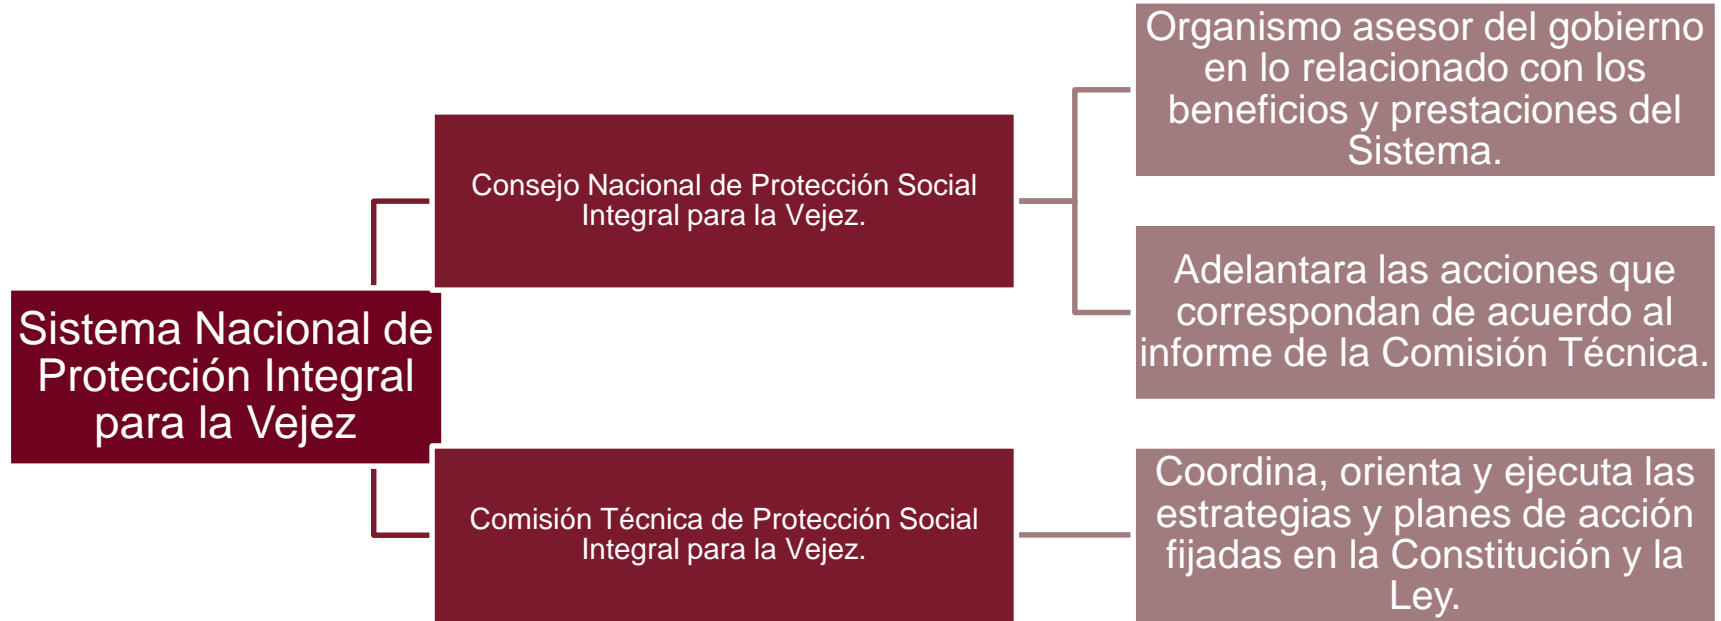 Sistema Nacional de
Protección Integral
para la Vejez
Consejo Nacional de Protección Social
Integral para la Vejez.
Organismo asesor del gobierno
en lo relacionado con los
beneficios y prestaciones del
Sistema.
Adelantara las acciones que
correspondan de acuerdo al
informe de la Comisión Técnica.
Comisión Técnica de Protección Social
Integral para la Vejez.
Coordina, orienta y ejecuta las
estrategias y planes de acción
fijadas en la Constitución y la
Ley.